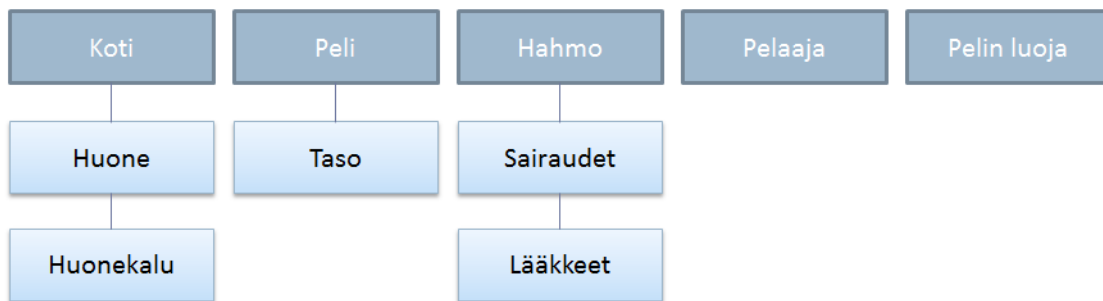 Koti
Peli
Hahmo
Pelaaja
Pelin luoja
Huone
Taso
Sairaudet
Huonekalu
Lääkkeet